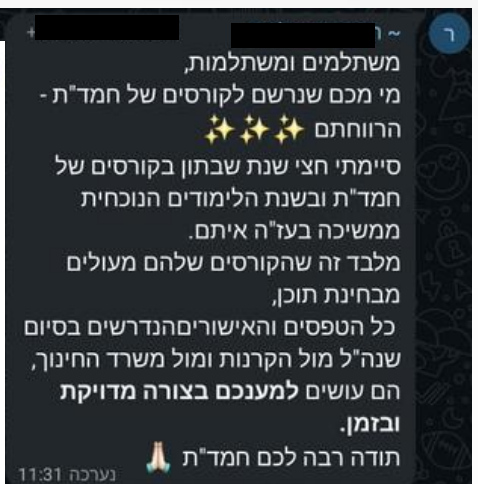 ר
~
+
משתלמים ומשתלמות,
מי מכם שנרשם לקורסים של חמד"ת -
הרווחתם ✨✨✨
סיימתי חצי שנת שבתון בקורסים של
חמד"ת ובשנת הלימודים הנוכחית
ממשיכה בעז"ה איתם.
מלבד זה שהקורסים שלהם מעולים
מבחינת תוכן,
כל הטפסים והאישוריםהנדרשים בסיום
שנה"ל מול הקרנות ומול משרד החינוך,
הם עושים למענכם בצורה מדויקת
ובזמן.
תודה רבה לכם חמד"ת 🙏🏻
נערכה 11:31